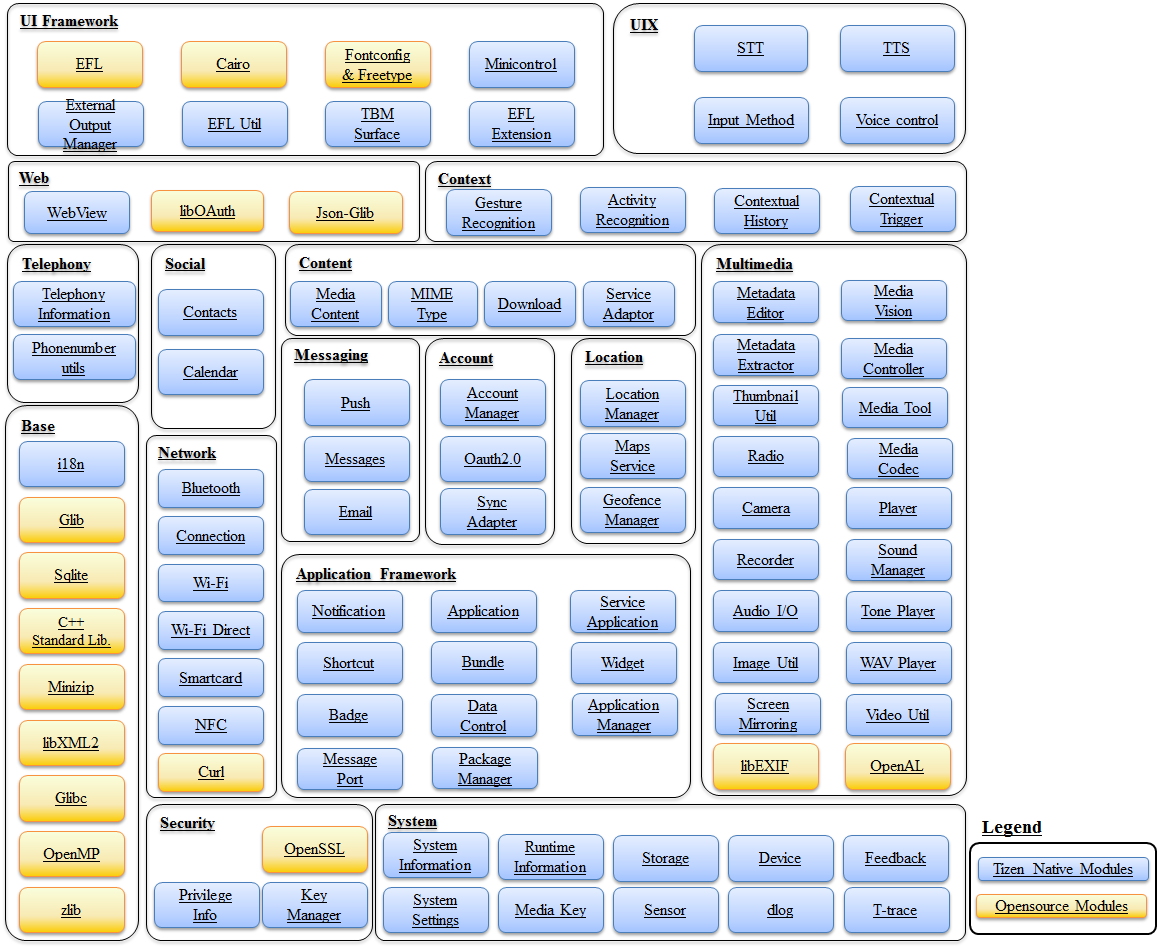 UI Framework
EFL
Cairo
Fontconfig
& Freetype
Minicontrol
External
Output
Manager
EFL Util
TBM
Surface
EFL
Extension
UIX
STT
TTS
Input Method
Voice control
Web
WebView
libOAuth
Json-Glib
Context
Gesture
Recognition
Activity
Recognition
Contextual
History
Contextual
Trigger
Telephony
Telephony
Information
Phonenumber
utils
Social
Contacts
Calendar
Content
Media
Content
MIME
Type
Download
Service
Adaptor
Multimedia
Metadata
Editor
Media
Vision
Metadata
Extractor
Media
Controller
Thumbnail
Util
Media Tool
Radio
Media
Codec
Camera
Player
Recorder
Sound
Manager
Audio I/O
Tone Player
Image Util
WAV Player
Screen
Mirroring
Video Util
libEXIF
OpenAL
Messaging
Push
Messages
Email
Account
Account
Manager
Oauth2.0
Sync
Adapter
Location
Location
Manager
Maps
Service
Geofence
Manager
Base
i18n
Glib
Sqlite
C++
Standard Lib.
Minizip
libXML2
Glibc
OpenMP
zlib
Network
Bluetooth
Connection
Wi-Fi
Wi-Fi Direct
Smartcard
NFC
Curl
Application Framework
Notification
Application
Service
Application
Shortcut
Bundle
Widget
Badge
Data
Control
Application
Manager
Message
Port
Package
Manager
Security
OpenSSL
Privilege
Info
Key
Manager
System
System
Information
Runtime
Information
Storage
Device
Feedback
System
Settings
Media Key
Sensor
dlog
T-trace
Legend
Tizen Native Modules
Opensource Modules